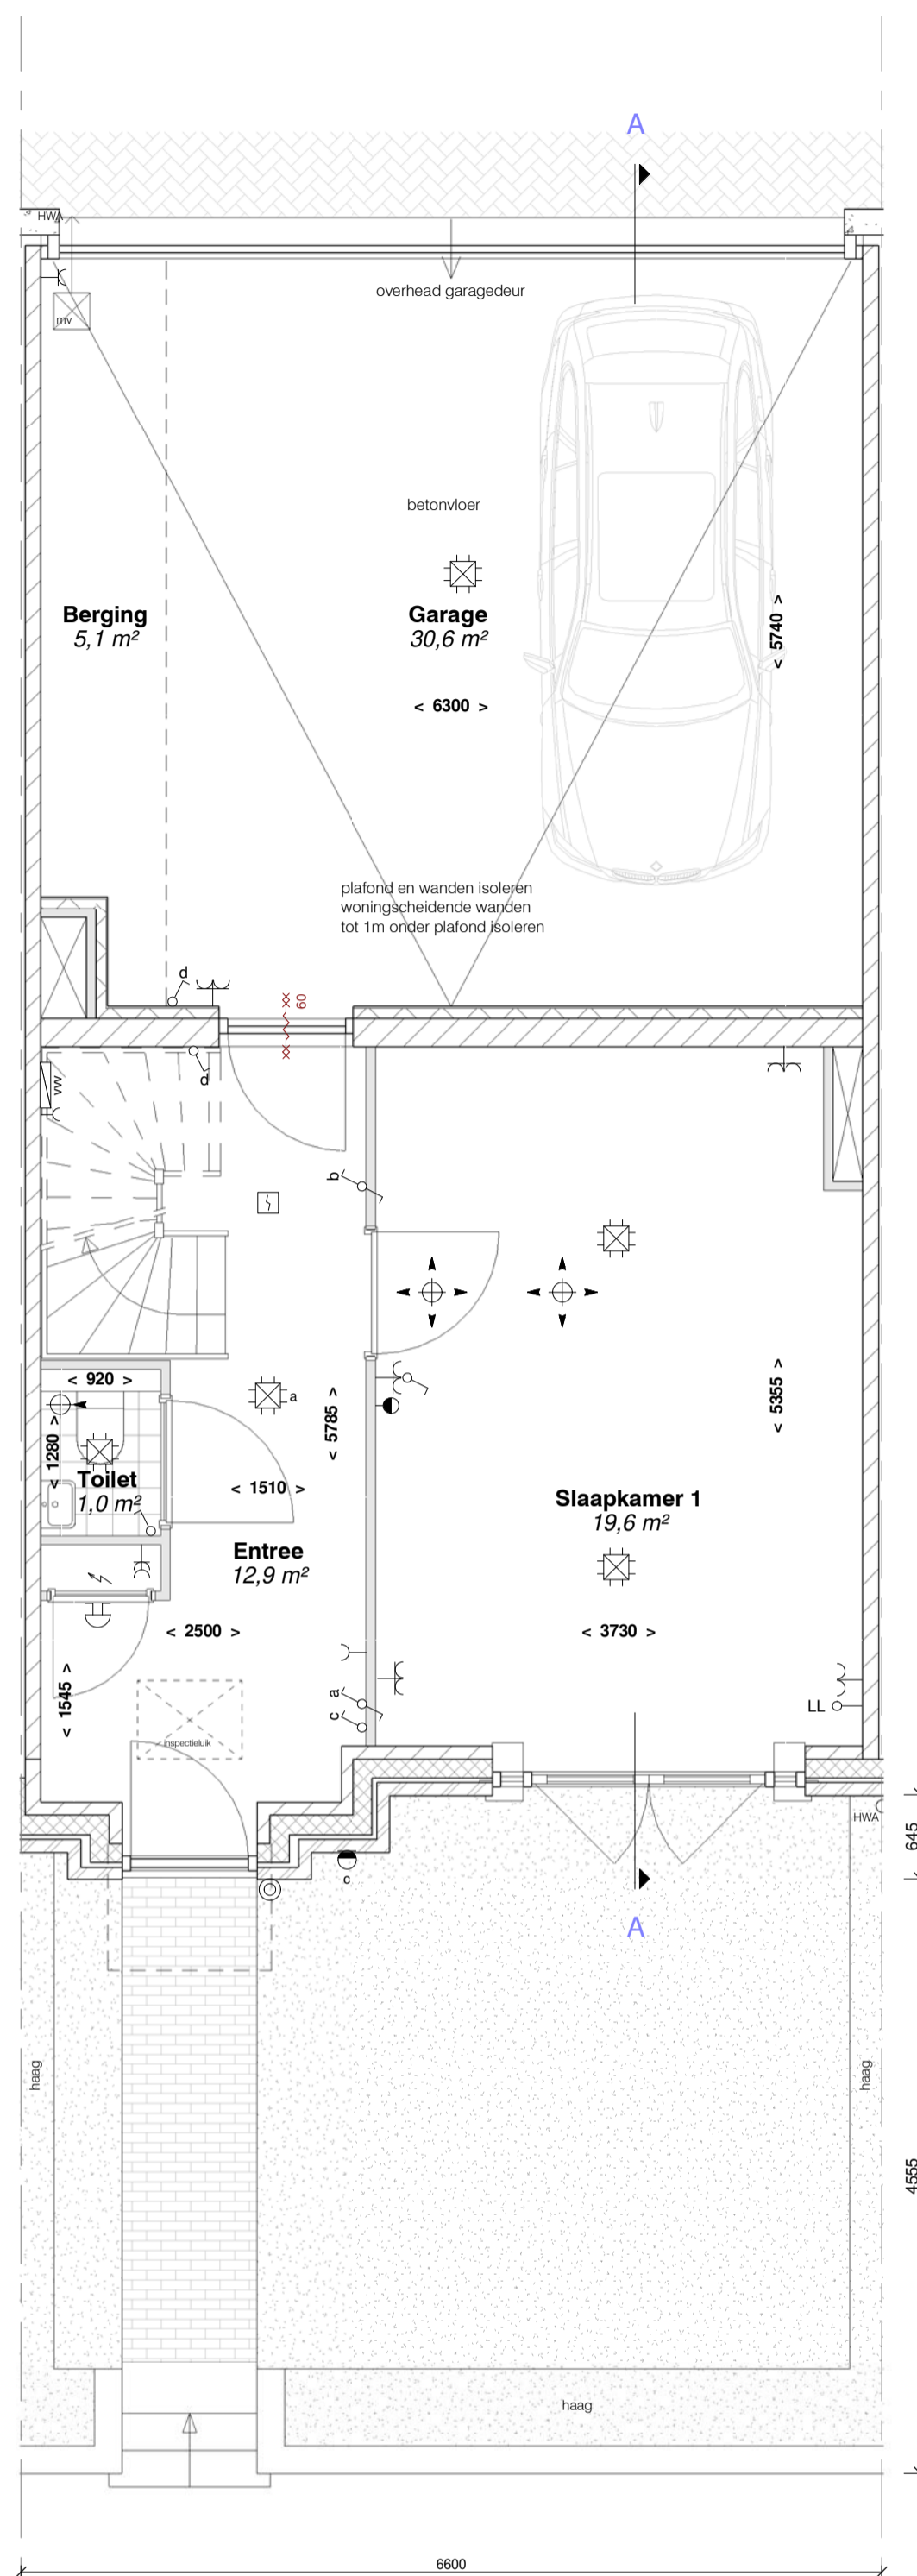 A
HWA
overhead garagedeur
mv
betonvloer
Berging
5,1 m²
Garage
30,6 m²
< 5740 >
< 6300 >
plafond en wanden isoleren
woningscheidende wanden
tot 1m onder plafond isoleren
d
60
d
vw
b
< 920 >
a
< 1280 >
< 5785 >
< 5355 >
Toilet
1,0 m²
< 1510 >
Slaapkamer 1
19,6 m²
Entree
12,9 m²
< 2500 >
< 3730 >
< 1545 >
a
c
LL
inspectieluik
HWA
645
c
A
haag
haag
4555
haag
6600